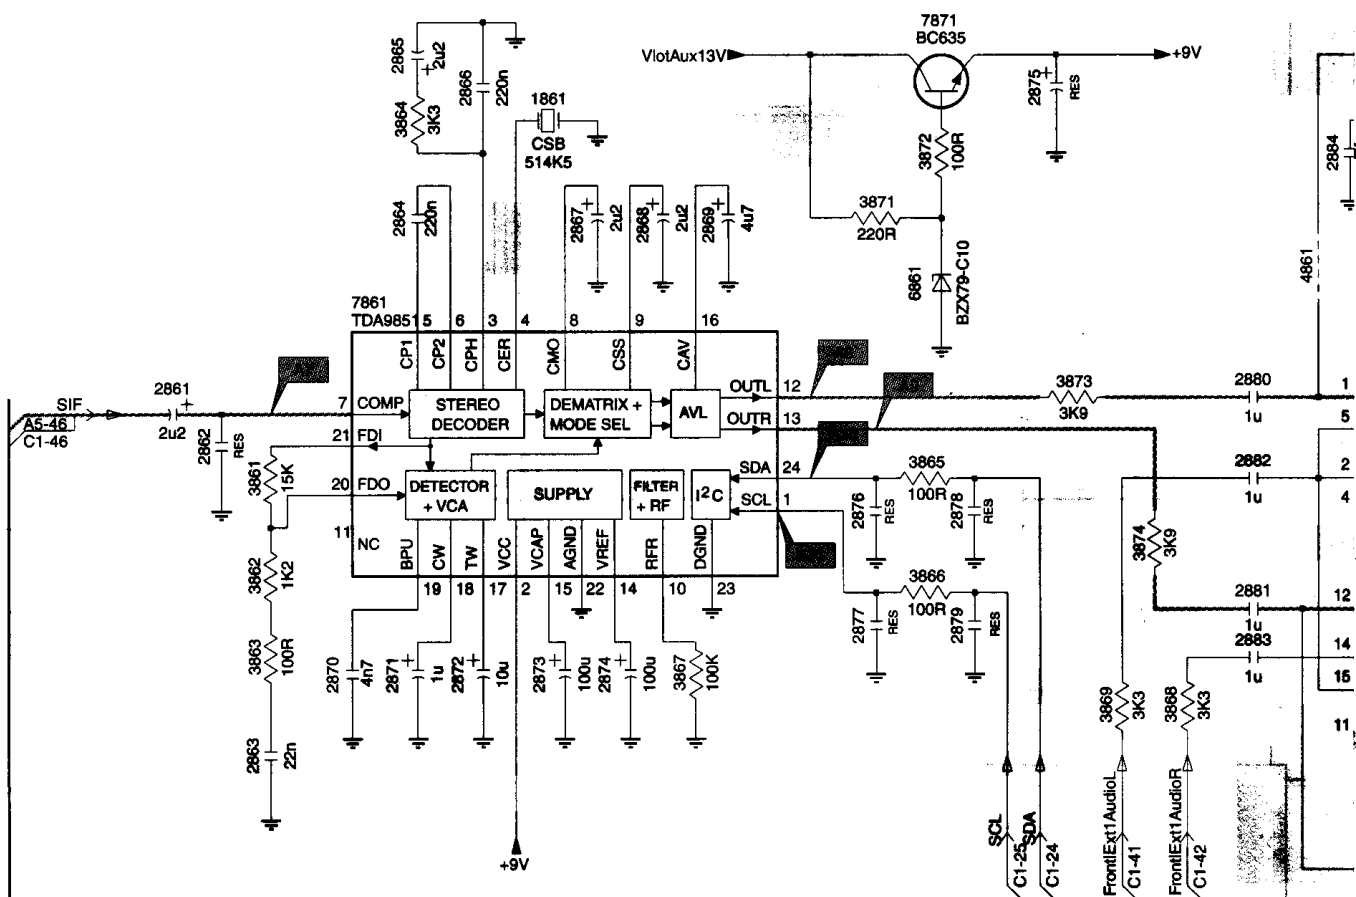 7871
BC635
VlotAux13V
+9V
2865
2u2
2866
220n
3864
3K3
1861
CSB
514K5
2875
RES
3872
100R
3871
220R
6861
BZX79-C10
2884
4861
2864
220n
2867
2u2
2868
2u2
2869
4u7
7861
TDA9851
5
6
3
4
8
9
16
CP1
CP2
CPH
CER
CMO
CSS
CAV
SIF
A5-46
C1-46
2861
2u2
2862
RES
7
COMP
STEREO
DECODER
DEMATRIX +
MODE SEL
AVL
OUTL
12
OUTR
13
3873
3K9
2880
1u
1
5
21
FDI
3861
15K
20
FDO
DETECTOR
+ VCA
SUPPLY
FILTER
+ RF
I2C
SDA
24
SCL
1
3865
100R
2876
RES
2878
RES
2882
1u
2
4
11
NC
BPU
CW
TW
VCC
VCAP
AGND
VREF
RFR
DGND
19
18
17
2
15
22
14
10
23
3862
1K2
3863
100R
2863
22n
2870
4n7
2871
1u
2872
10u
2873
100u
2874
100u
3867
100K
3866
100R
2877
RES
2879
RES
3874
3K9
2881
1u
12
2883
1u
14
15
11
3869
3K3
3868
3K3
+9V
SCL
C1-25
SDA
C1-24
FrontlExt1AudioL
C1-41
FrontlExt1AudioR
C1-42